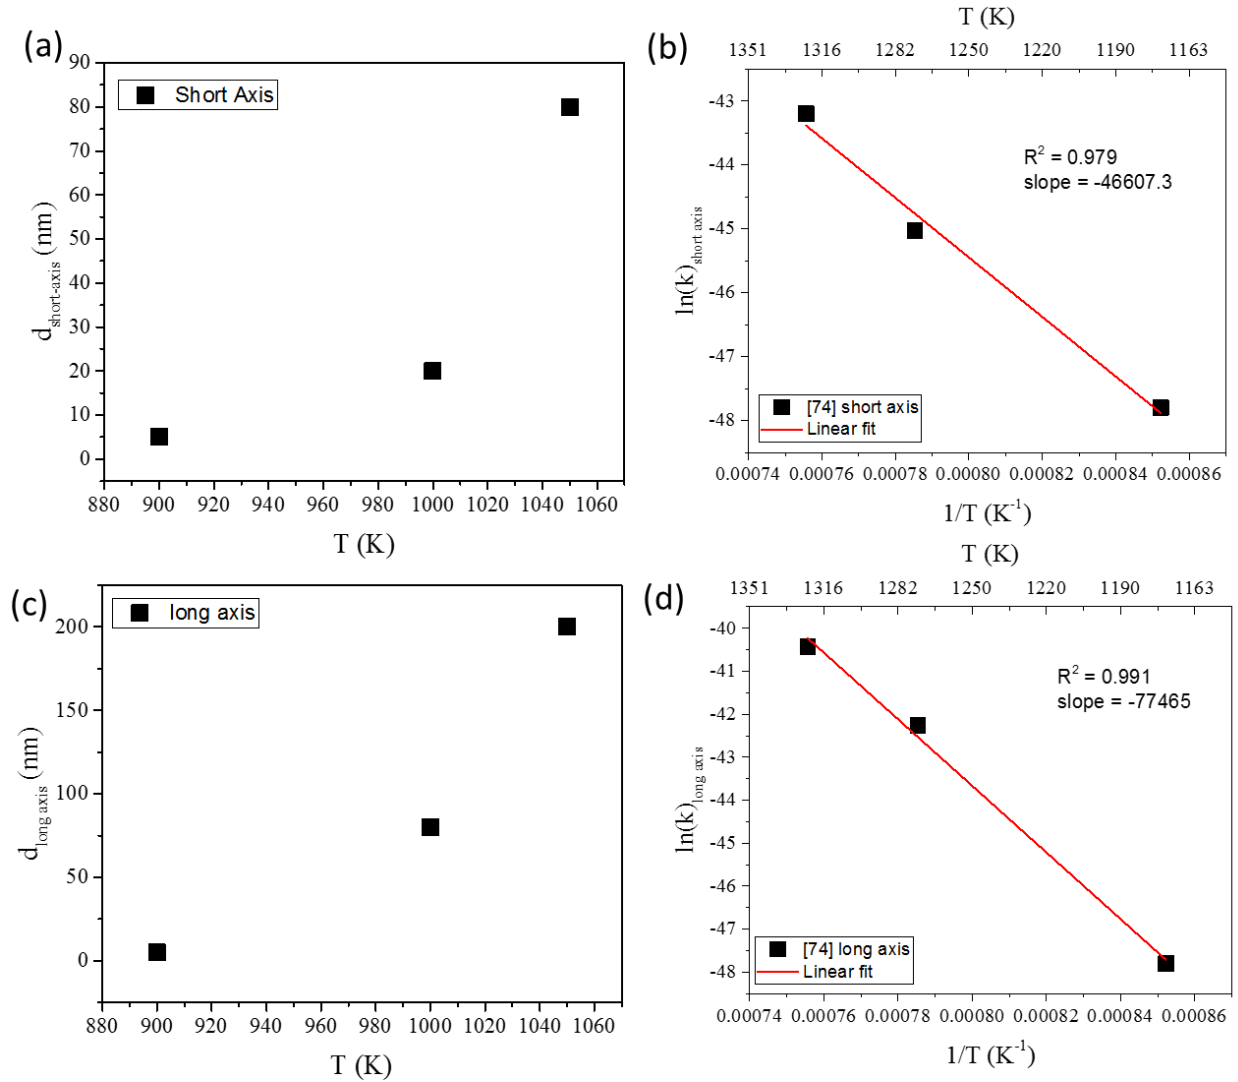 (a)
Short Axis
90
80
70
60
50
40
30
20
10
0
d_short-axis (nm)
880 900 920 940 960 980 1000 1020 1040 1060
T (K)
(b)
T (K)
1351 1316 1282 1250 1220 1190 1163
-43
-44
-45
-46
-47
-48
ln(k)_short axis
R² = 0.979
slope = -46607.3
[74] short axis
Linear fit
0.00074 0.00076 0.00078 0.00080 0.00082 0.00084 0.00086
1/T (K⁻¹)
(c)
long axis
200
150
100
50
0
d_long axis (nm)
880 900 920 940 960 980 1000 1020 1040 1060
T (K)
(d)
T (K)
1351 1316 1282 1250 1220 1190 1163
-40
-41
-42
-43
-44
-45
-46
-47
-48
ln(k)_long axis
R² = 0.991
slope = -77465
[74] long axis
Linear fit
0.00074 0.00076 0.00078 0.00080 0.00082 0.00084 0.00086
1/T (K⁻¹)